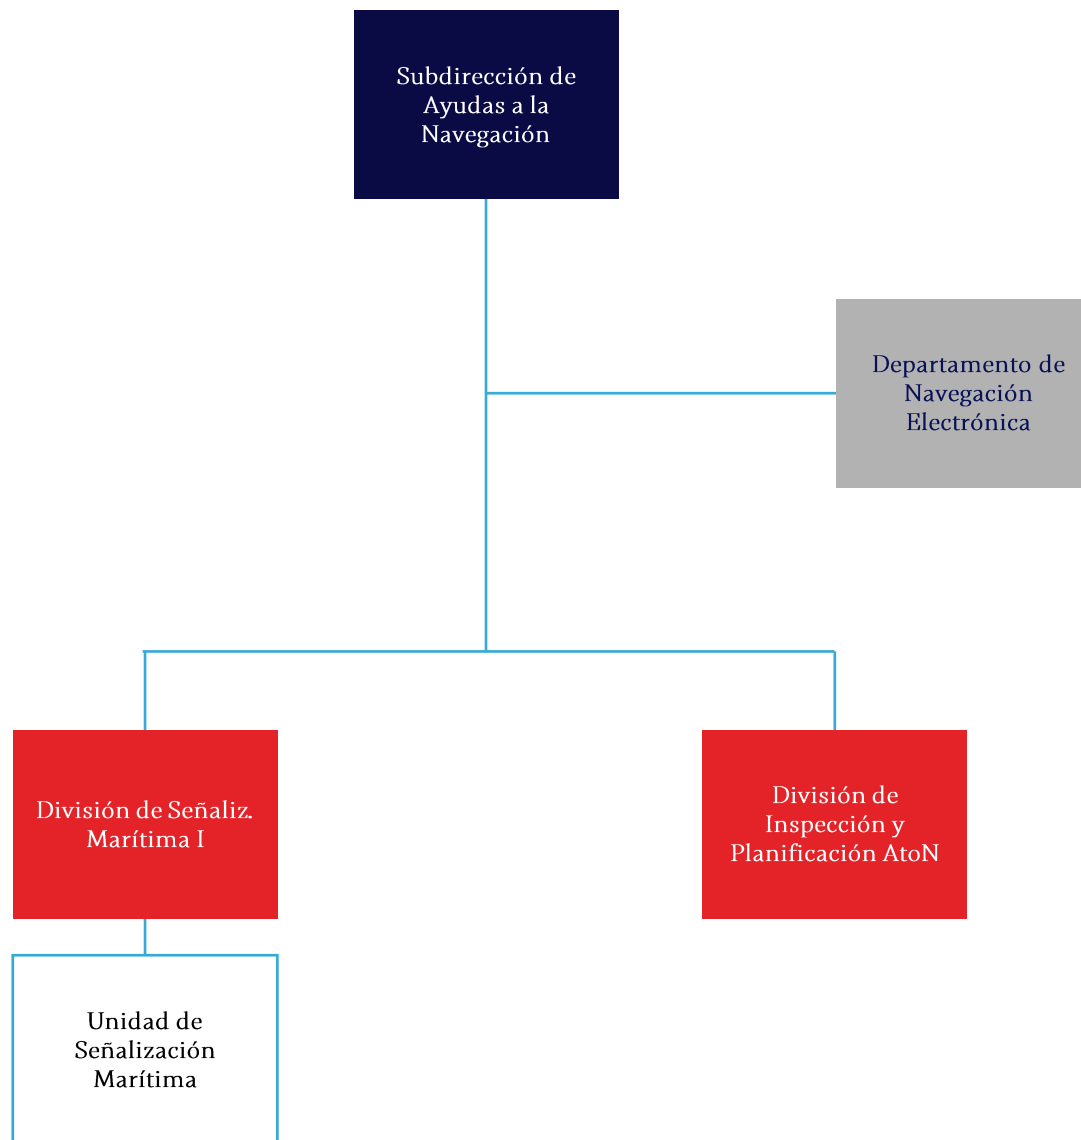 Subdirección de
Ayudas a la
Navegación
Departamento de
Navegación
Electrónica
División de Señaliz.
Marítima I
División de
Inspección y
Planificación AtoN
Unidad de
Señalización
Marítima